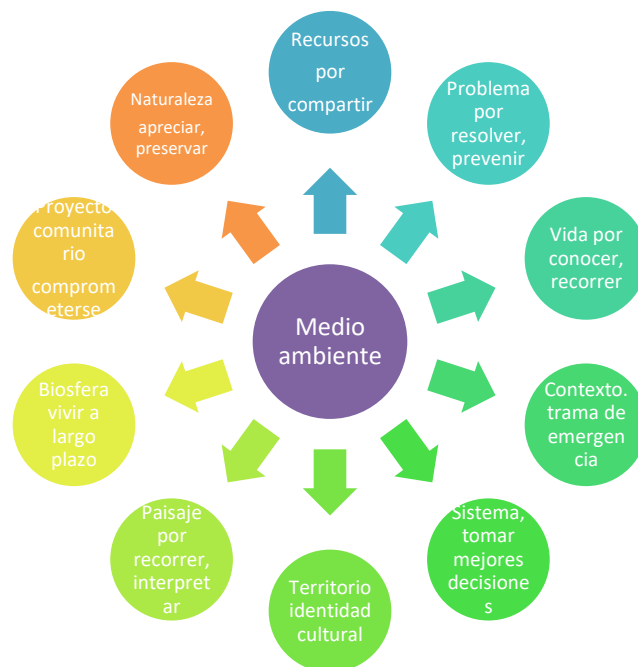 Recursos
por
compartir
Problema
por
resolver,
prevenir
Vida por
conocer,
recorrer
Contexto.
trama de
emergen
cia
Sistema,
tomar
mejores
decisione
s
Territorio
identidad
cultural
Paisaje
por
recorrer,
interpret
ar
Biosfera
vivir a
largo
plazo
Proyecto
comunita
rio
comprom
eterse
Naturaleza
apreciar,
preservar
Medio
ambiente